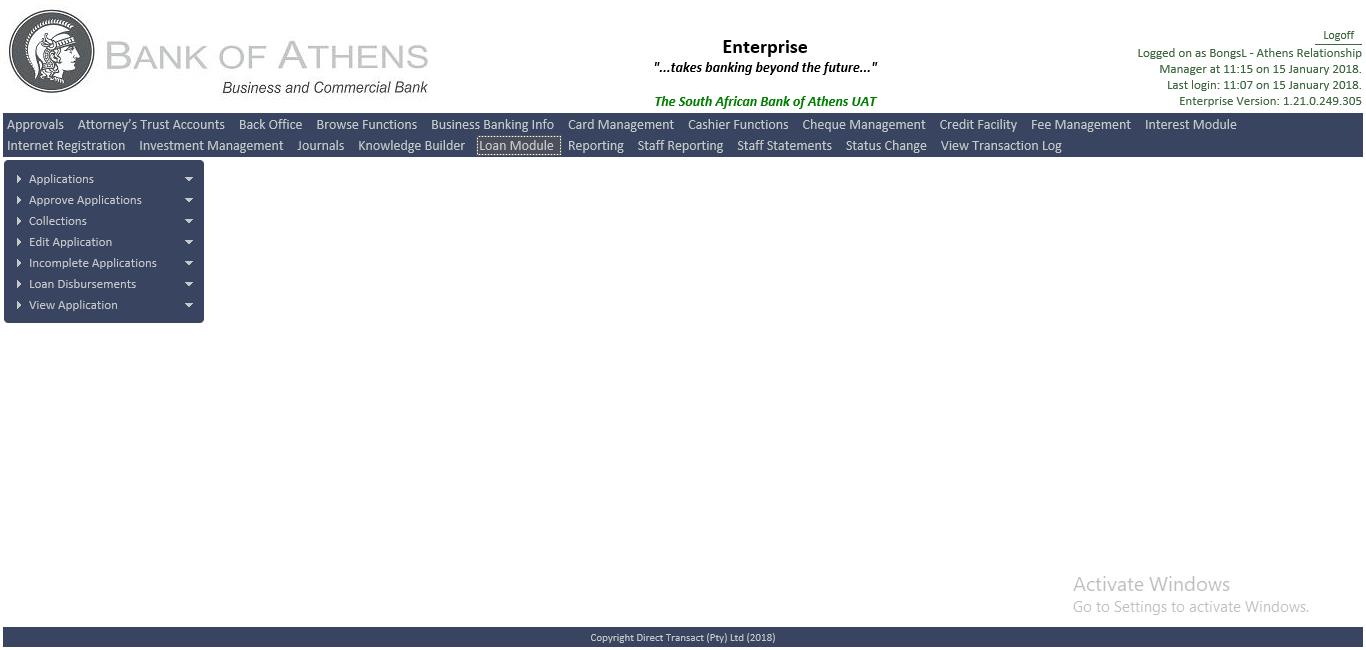 BANK OF ATHENS
Business and Commercial Bank
Enterprise
"...takes banking beyond the future..."
The South African Bank of Athens UAT
Logoff
Logged on as BongsL - Athens Relationship
Manager at 11:15 on 15 January 2018.
Last login: 11:07 on 15 January 2018.
Enterprise Version: 1.21.0.249.305
Approvals Attorney's Trust Accounts Back Office Browse Functions Business Banking Info Card Management Cashier Functions Cheque Management Credit Facility Fee Management Interest Module
Internet Registration Investment Management Journals Knowledge Builder Loan Module Reporting Staff Reporting Staff Statements Status Change View Transaction Log
Applications
Approve Applications
Collections
Edit Application
Incomplete Applications
Loan Disbursements
View Application
Activate Windows
Go to Settings to activate Windows.
Copyright Direct Transact (Pty) Ltd (2018)